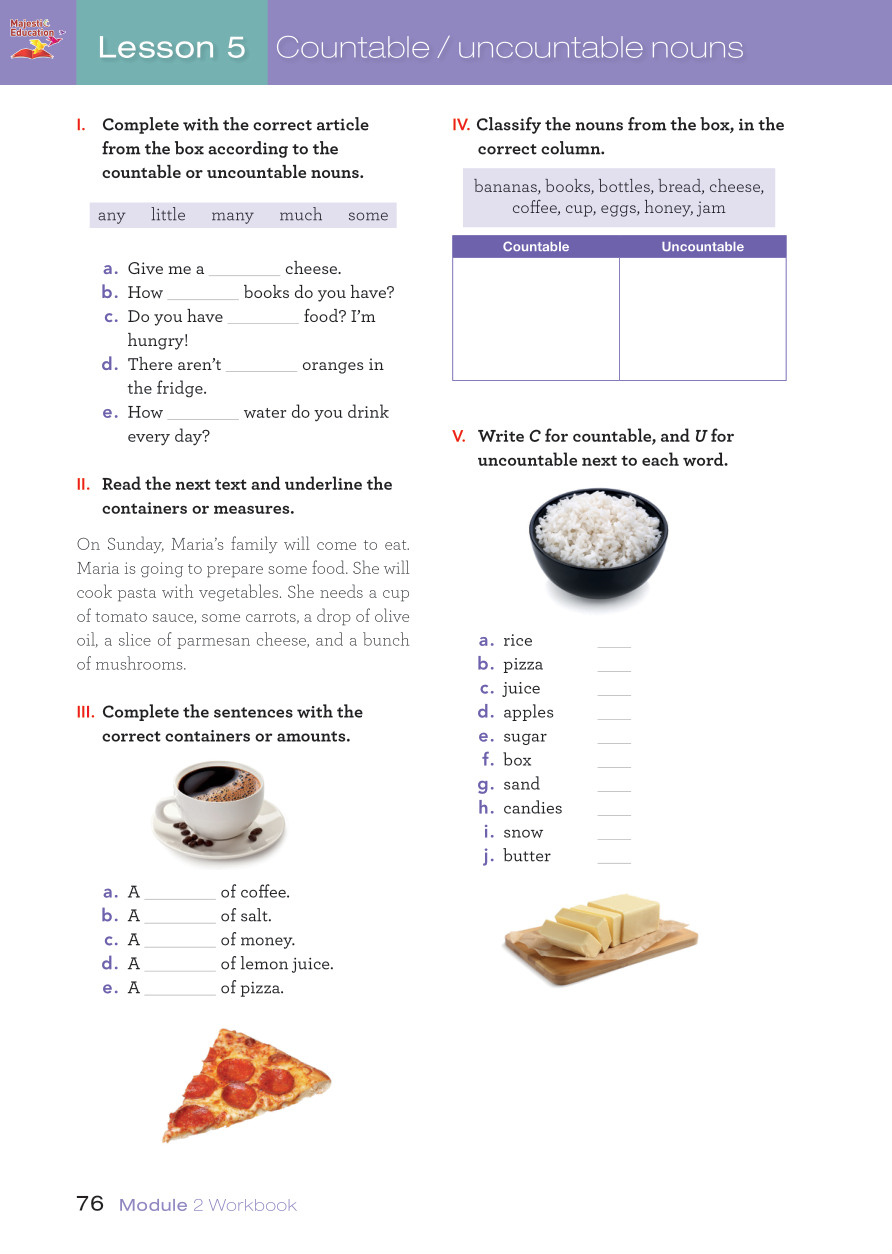 Majestic
Education
Lesson 5 Countable / uncountable nouns
I. Complete with the correct article
from the box according to the
countable or uncountable nouns.
any little many much some
a. Give me a ________ cheese.
b. How ________ books do you have?
c. Do you have ________ food? I’m
hungry!
d. There aren’t ________ oranges in
the fridge.
e. How ________ water do you drink
every day?
II. Read the next text and underline the
containers or measures.
On Sunday, Maria’s family will come to eat.
Maria is going to prepare some food. She will
cook pasta with vegetables. She needs a cup
of tomato sauce, some carrots, a drop of olive
oil, a slice of parmesan cheese, and a bunch
of mushrooms.
III. Complete the sentences with the
correct containers or amounts.
a. A ________ of coffee.
b. A ________ of salt.
c. A ________ of money.
d. A ________ of lemon juice.
e. A ________ of pizza.
IV. Classify the nouns from the box, in the
correct column.
bananas, books, bottles, bread, cheese,
coffee, cup, eggs, honey, jam
Countable Uncountable
V. Write C for countable, and U for
uncountable next to each word.
a. rice ____
b. pizza ____
c. juice ____
d. apples ____
e. sugar ____
f. box ____
g. sand ____
h. candies ____
i. snow ____
j. butter ____
76 Module 2 Workbook